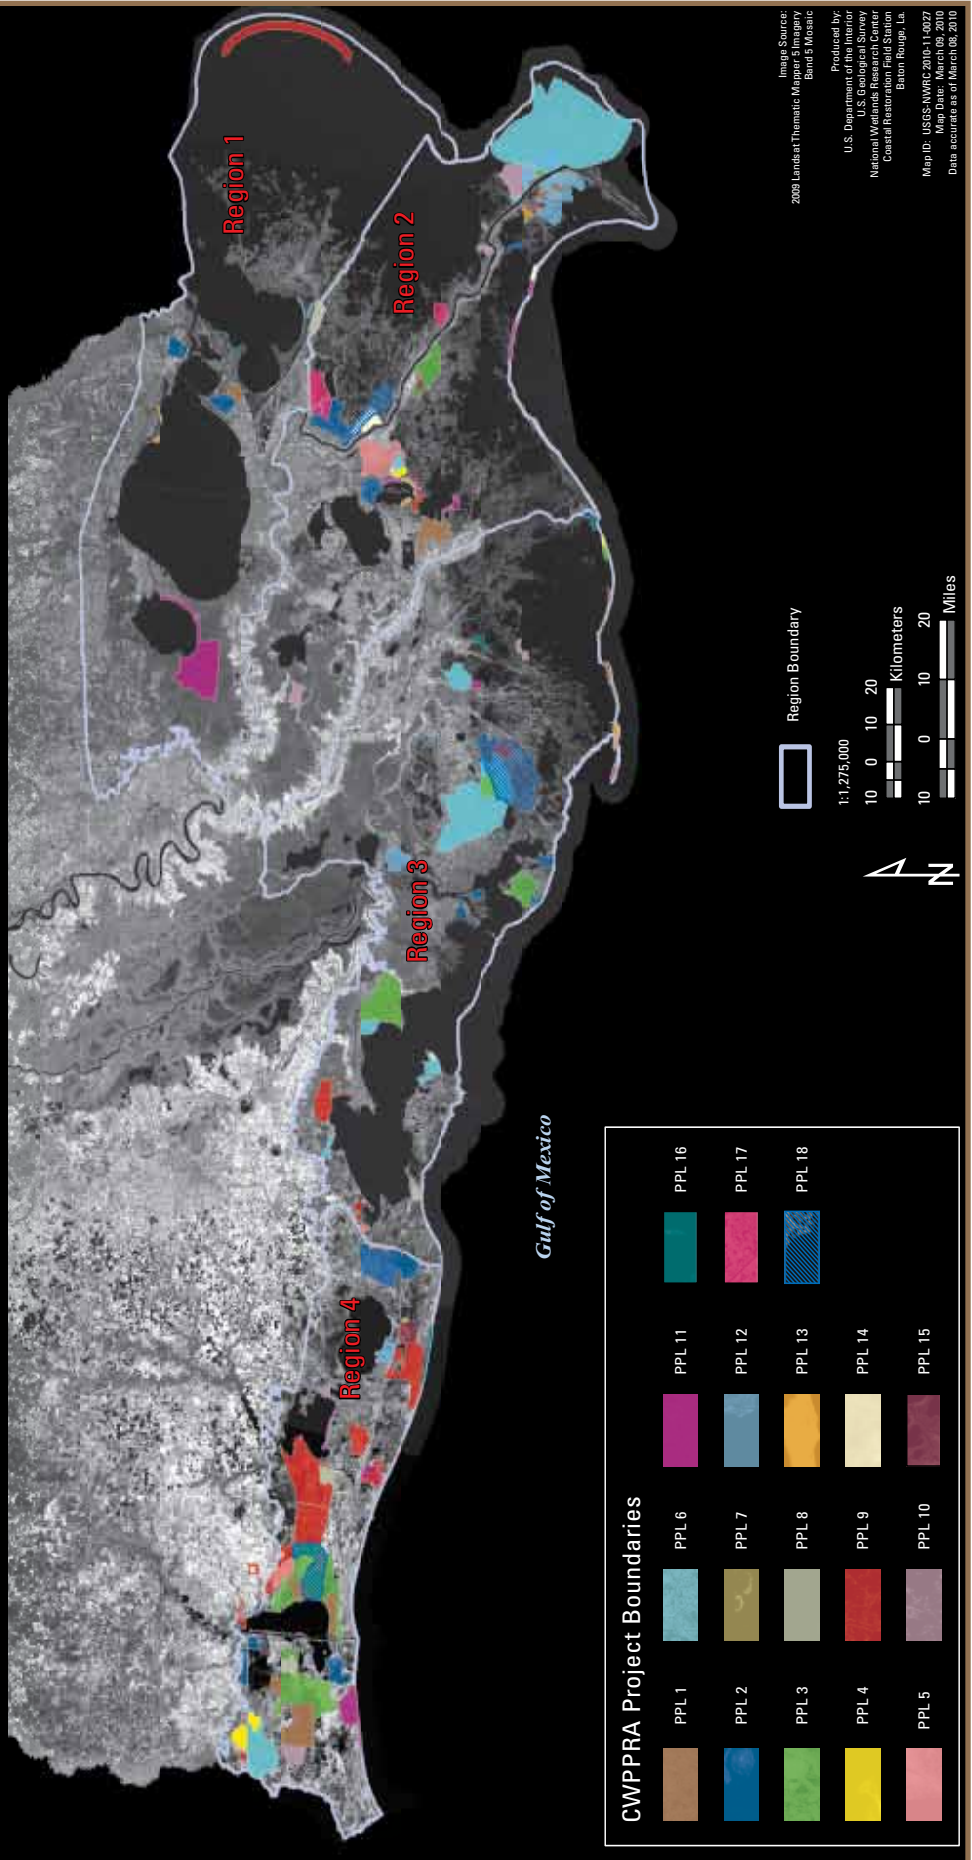 Image Source:
2009 Landsat Thematic Mapper 5 Imagery
Band 5 Mosaic
Produced by:
U.S. Department of the Interior
U.S. Geological Survey
National Wetlands Research Center
Coastal Restoration Field Station
Baton Rouge, La.
Map ID: USGS-NWRC 2010-11-0027
Map Date: March 09, 2010
Data accurate as of March 08, 2010
Region 1
Region 2
Region 3
Region 4
Gulf of Mexico
N
Region Boundary
1:1,275,000
10 0 10 20
Kilometers
10 0 10 20
Miles
CWPPRA Project Boundaries
PPL 1
PPL 2
PPL 3
PPL 4
PPL 5
PPL 6
PPL 7
PPL 8
PPL 9
PPL 10
PPL 11
PPL 12
PPL 13
PPL 14
PPL 15
PPL 16
PPL 17
PPL 18